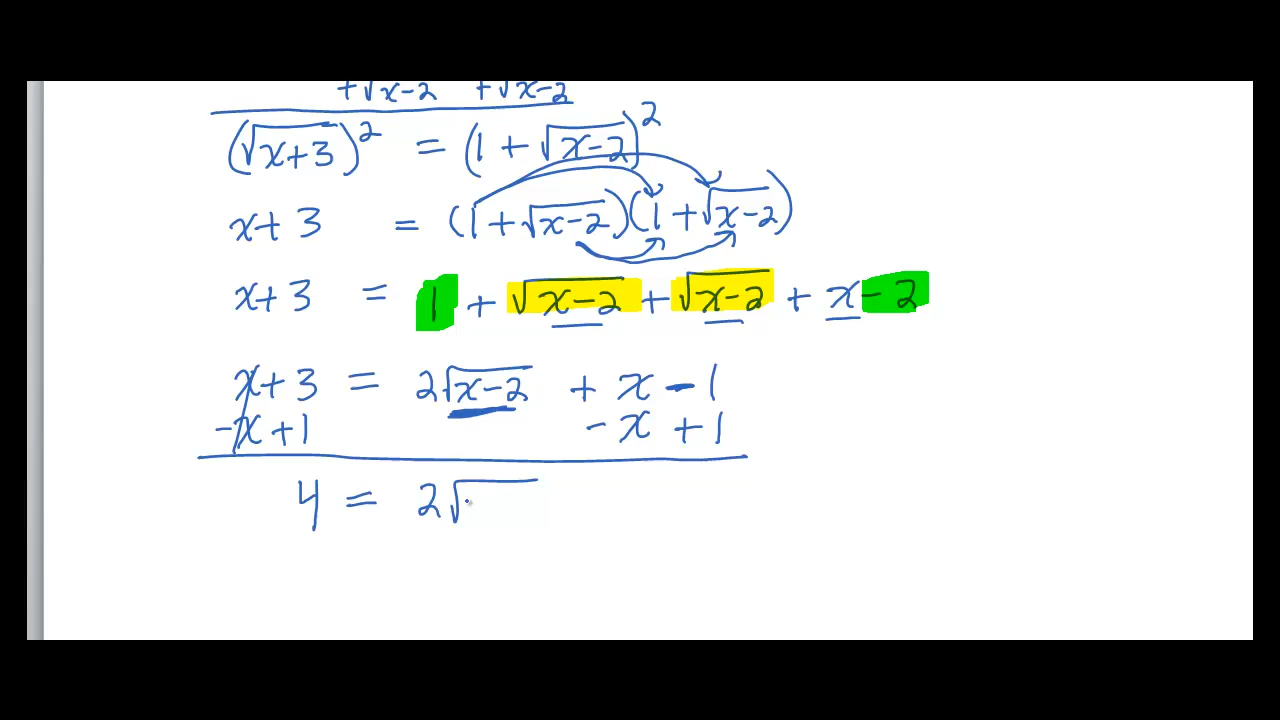 +√x-2 +√x-2
(√x+3)² = (1 + √x-2)²
x+3 = (1+√x-2)(1+√x-2)
x+3 = 1 + √x-2 + √x-2 + x-2
x+3 = 2√x-2 + x-1
-x+1 -x+1
4 = 2√